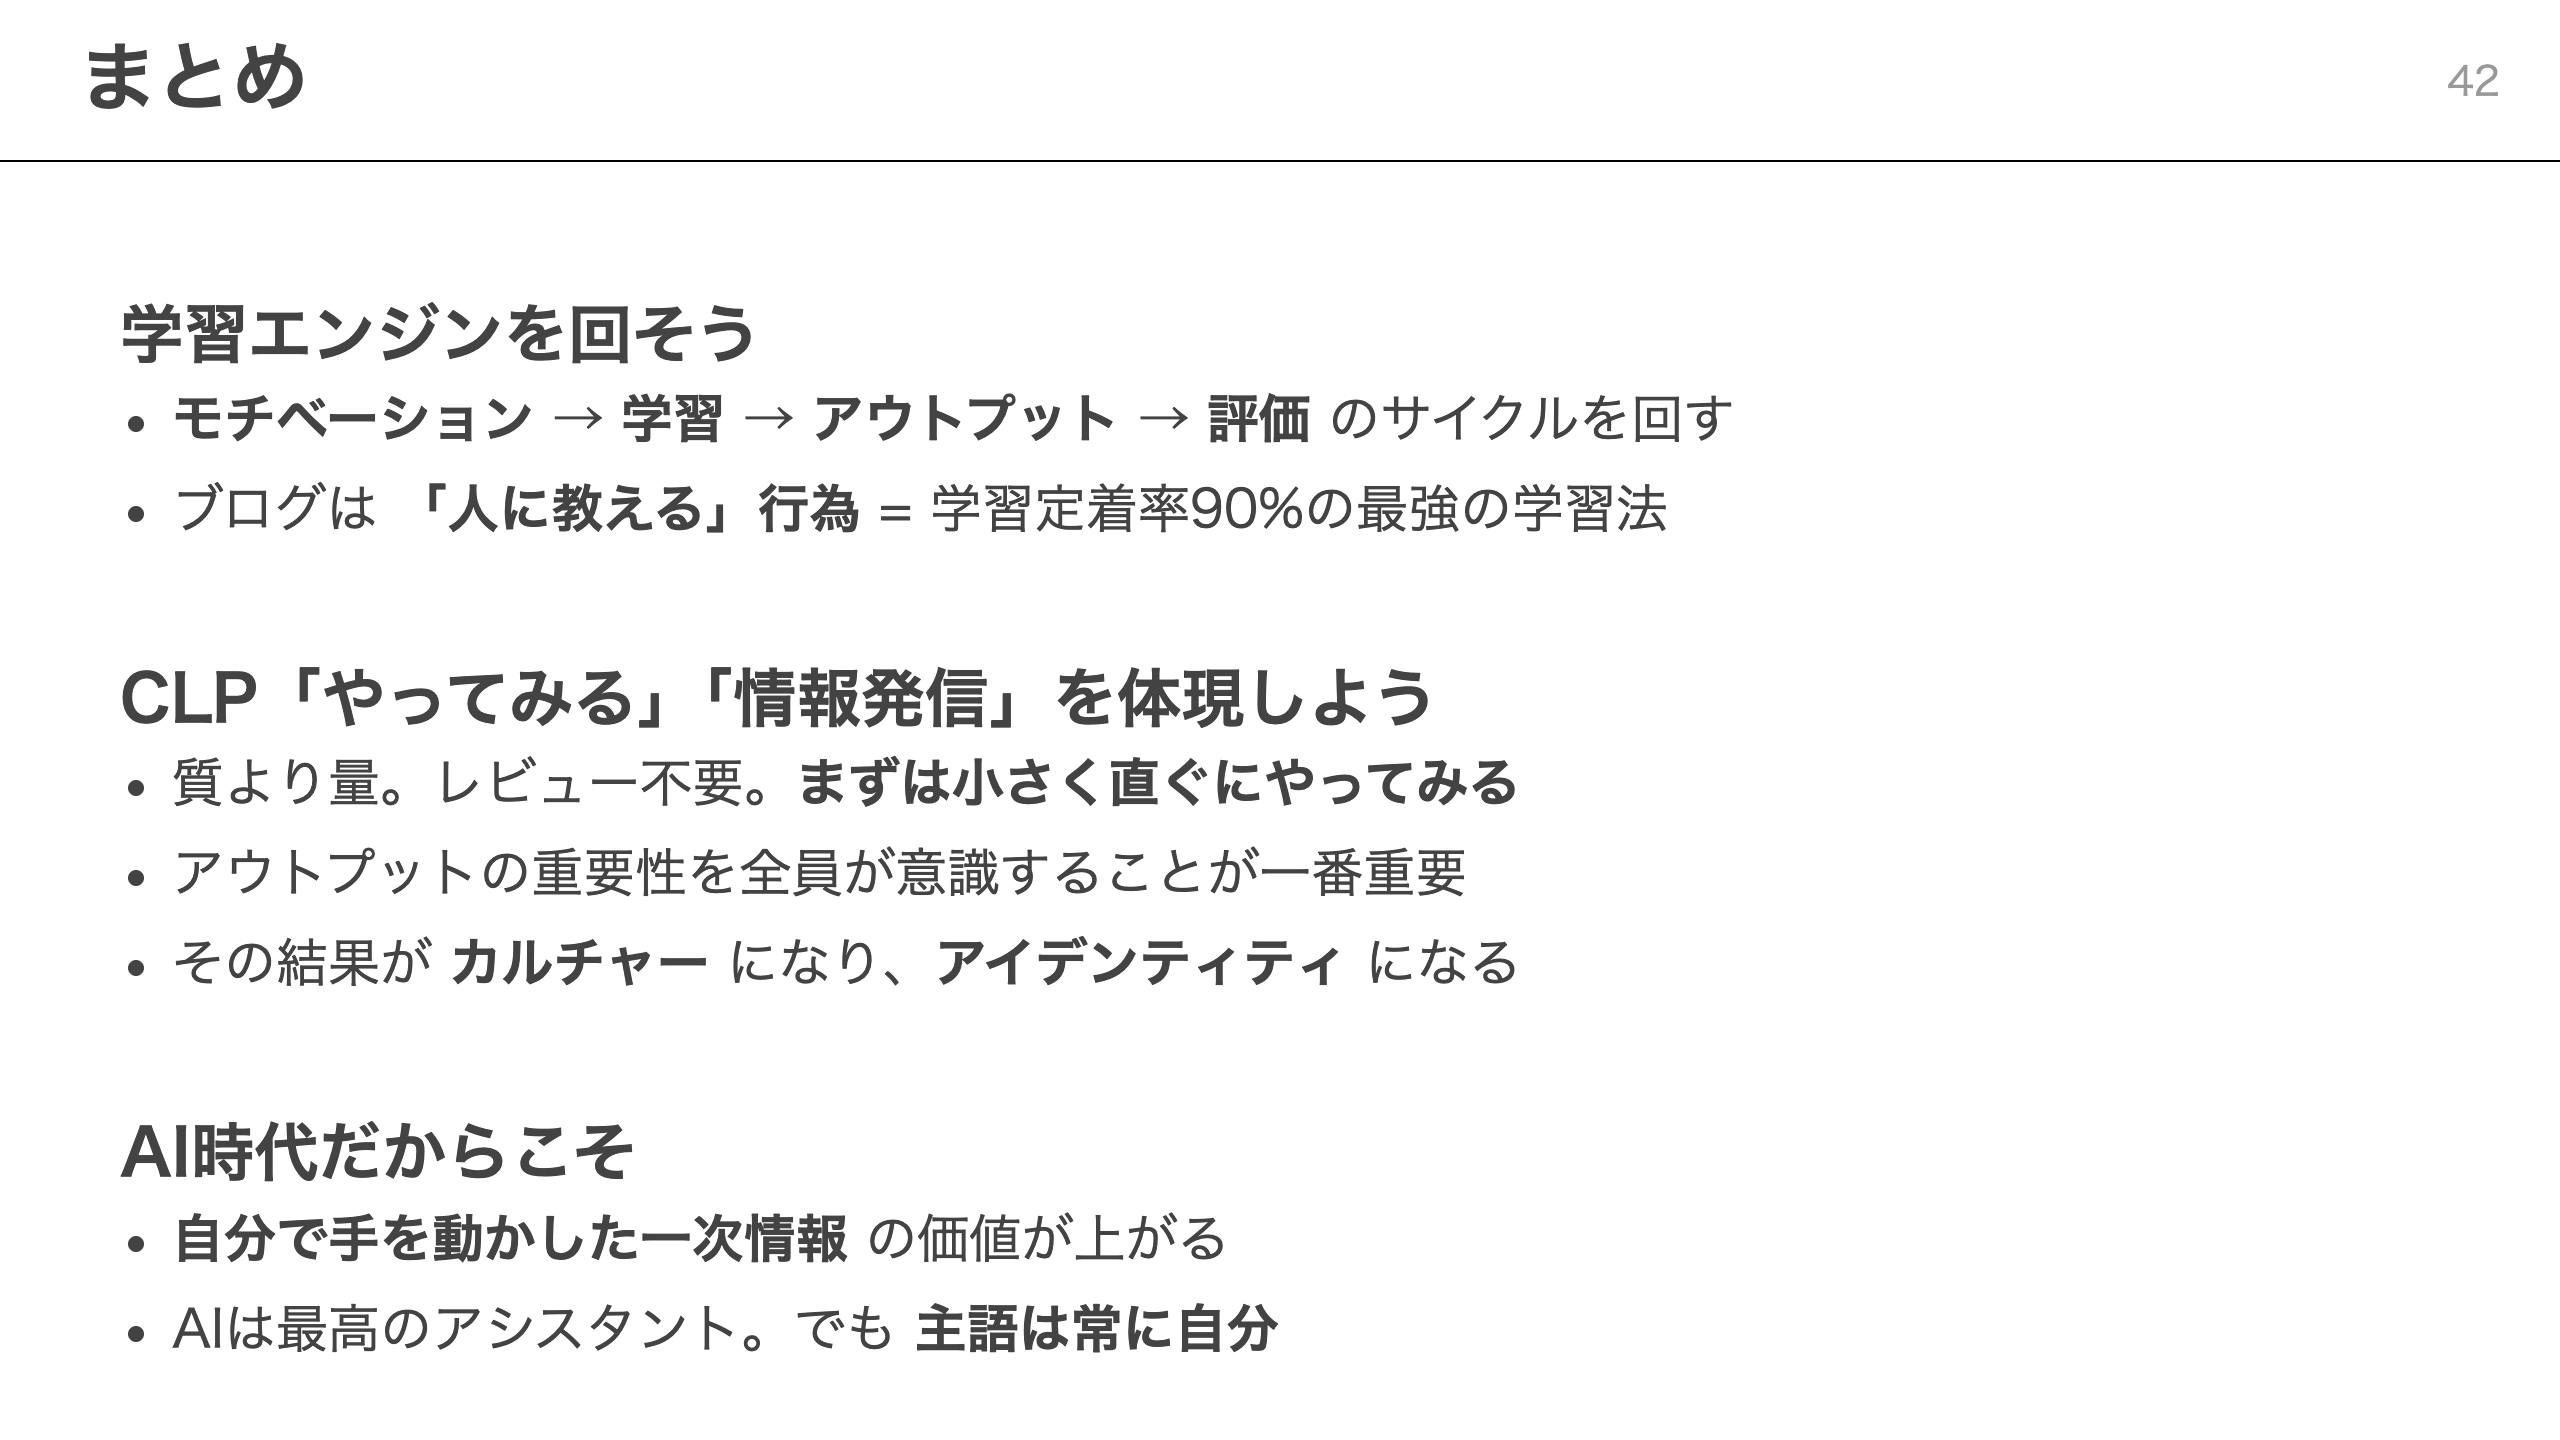 まとめ
42
学習エンジンを回そう
• モチベーション → 学習 → アウトプット → 評価 のサイクルを回す
• ブログは 「人に教える」行為 = 学習定着率90%の最強の学習法
CLP「やってみる」「情報発信」を体現しよう
• 質より量。レビュー不要。まずは小さく直ぐにやってみる
• アウトプットの重要性を全員が意識することが一番重要
• その結果が カルチャー になり、アイデンティティ になる
AI時代だからこそ
• 自分で手を動かした一次情報 の価値が上がる
• AIは最高のアシスタント。でも 主語は常に自分